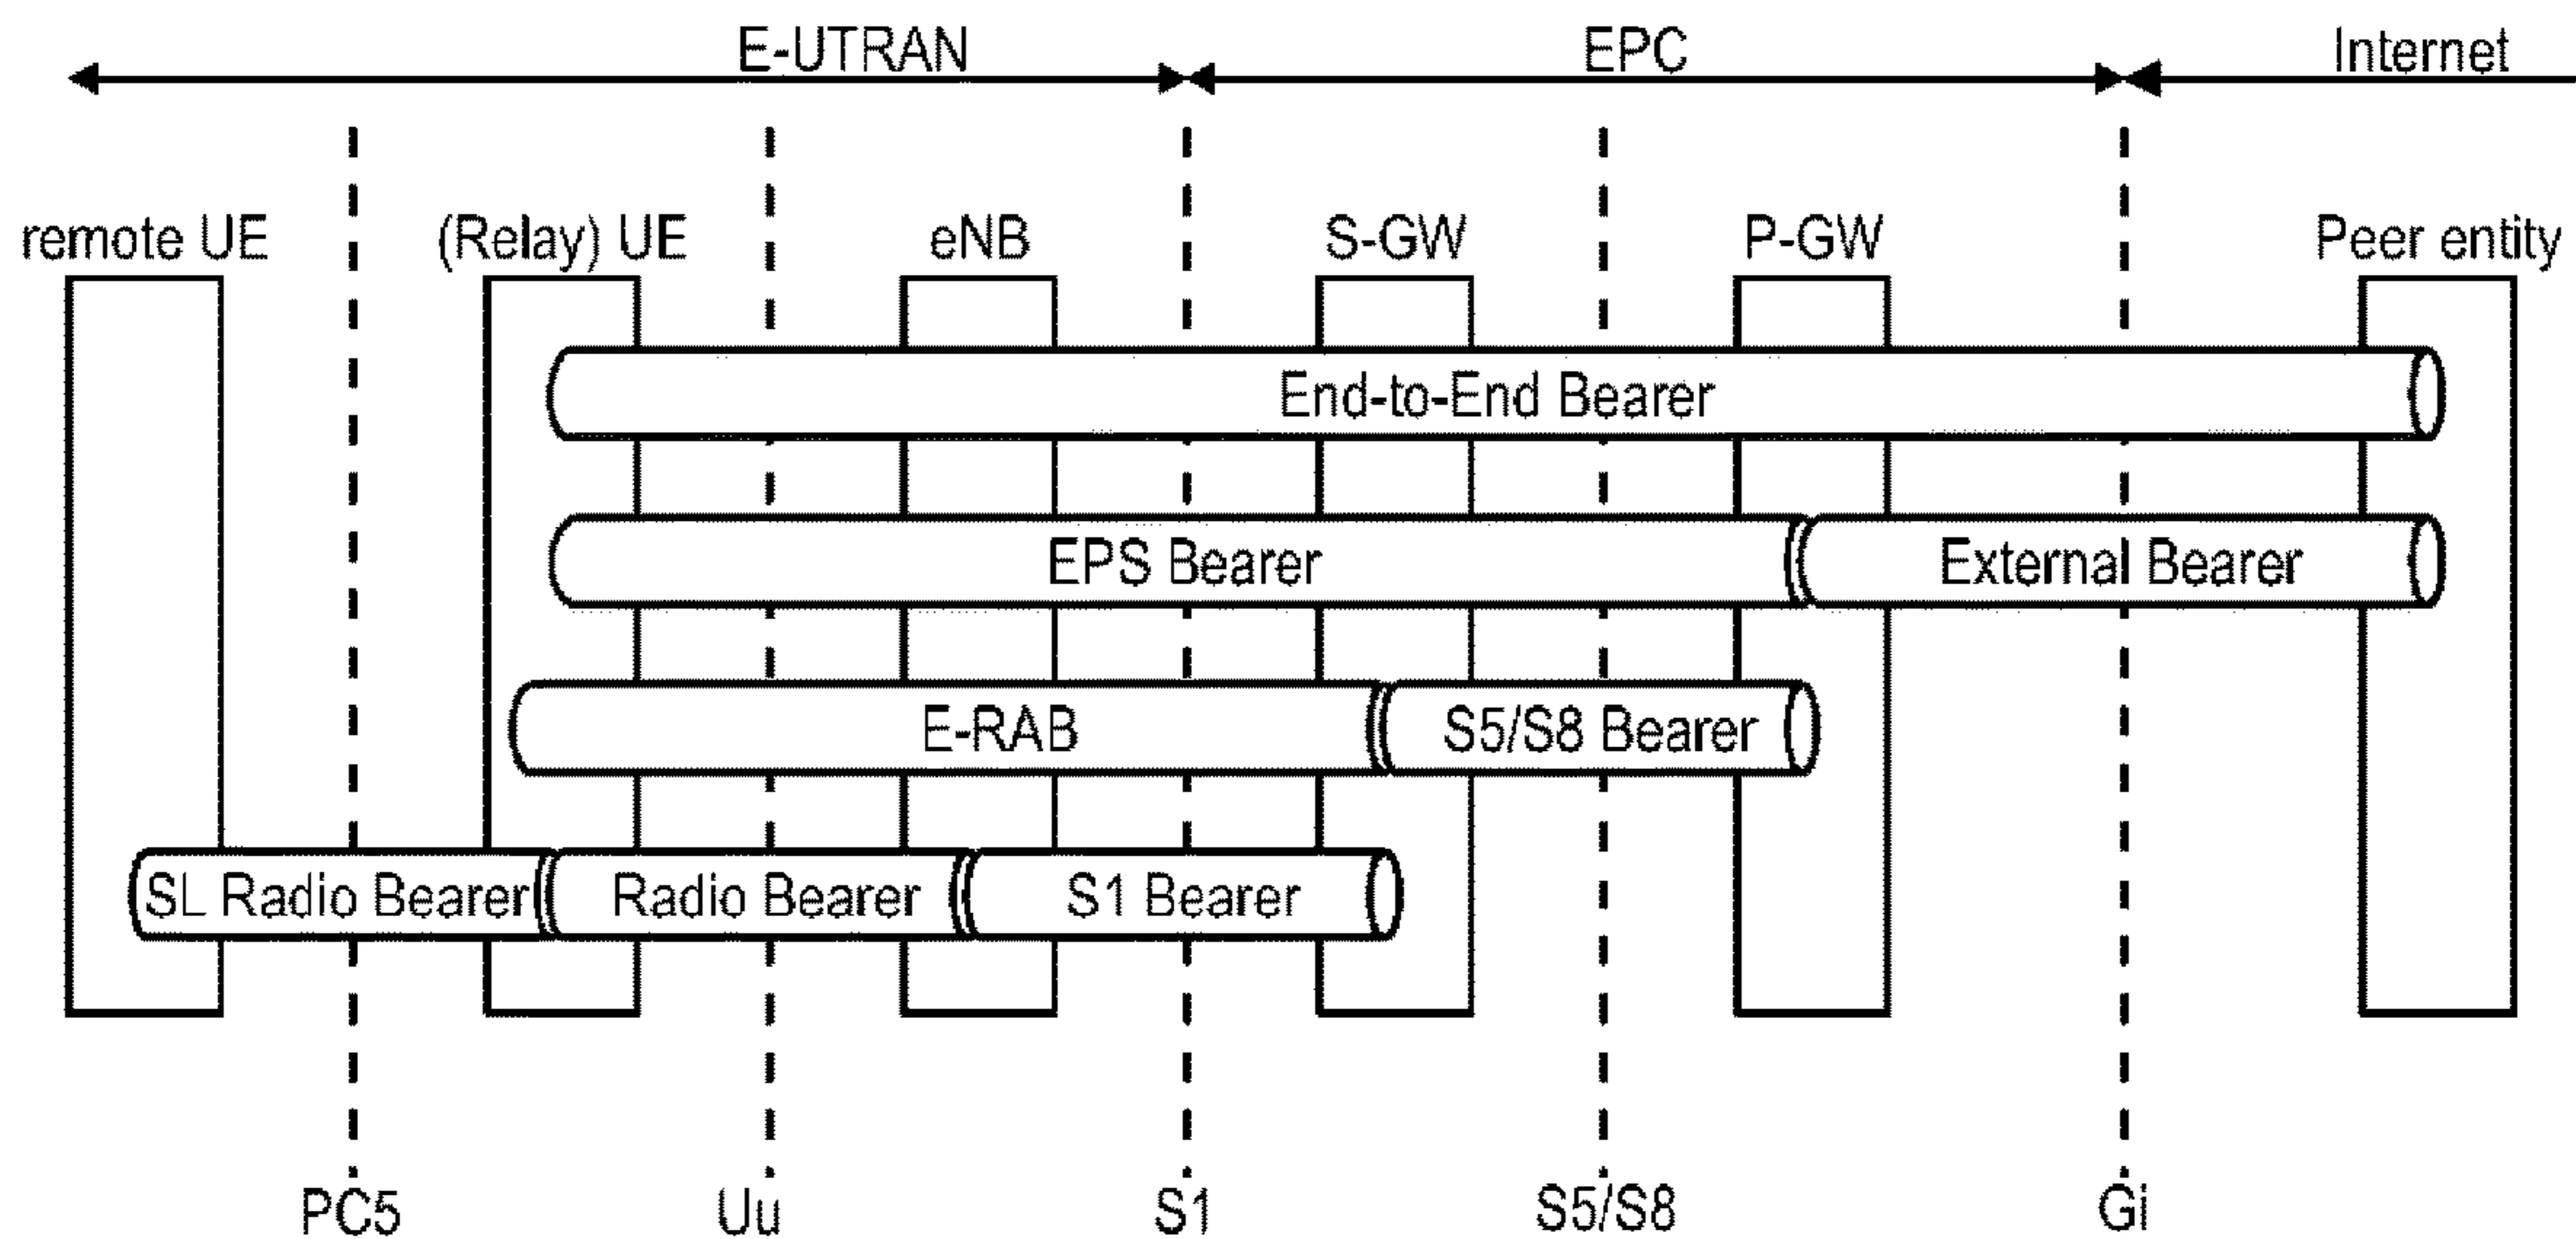 E-UTRAN EPC Internet
remote UE (Relay) UE eNB S-GW P-GW Peer entity
End-to-End Bearer
EPS Bearer External Bearer
E-RAB S5/S8 Bearer
SL Radio Bearer Radio Bearer S1 Bearer
PC5 Uu S1 S5/S8 Gi